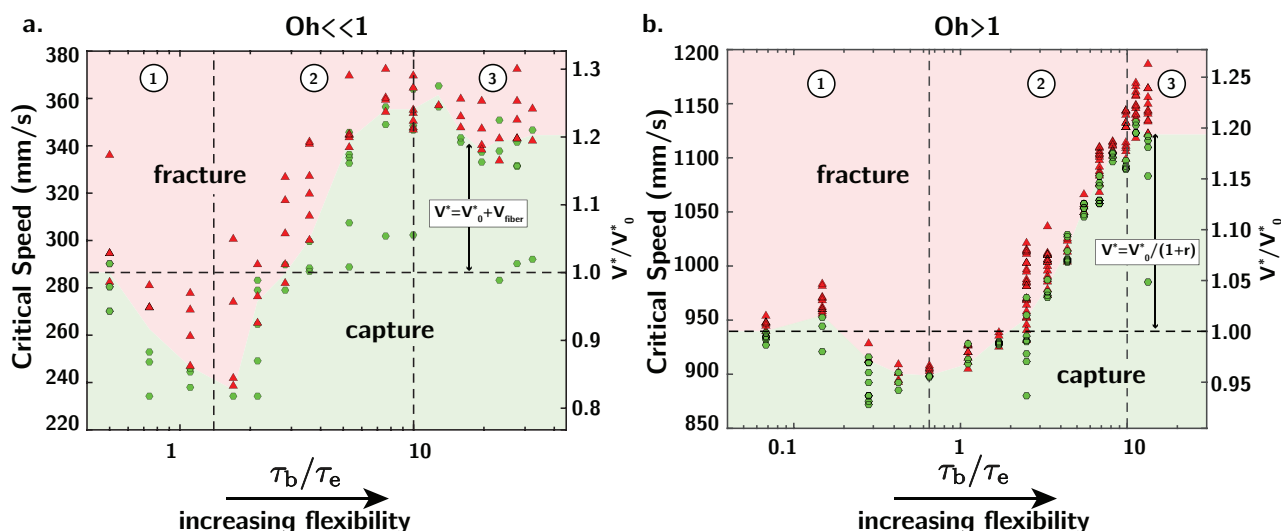 a.
Oh<<1
Critical Speed (mm/s)
380
360
340
320
300
280
260
240
220
1
2
3
fracture
capture
V*=V*0+Vfiber
1.3
1.2
1.1
1.0
0.9
0.8
V*/V*0
1
10
τb/τe
increasing flexibility
b.
Oh>1
Critical Speed (mm/s)
1200
1150
1100
1050
1000
950
900
850
1
2
3
fracture
capture
V*=V*0/(1+r)
1.25
1.20
1.15
1.10
1.05
1.00
0.95
V*/V*0
0.1
1
10
τb/τe
increasing flexibility